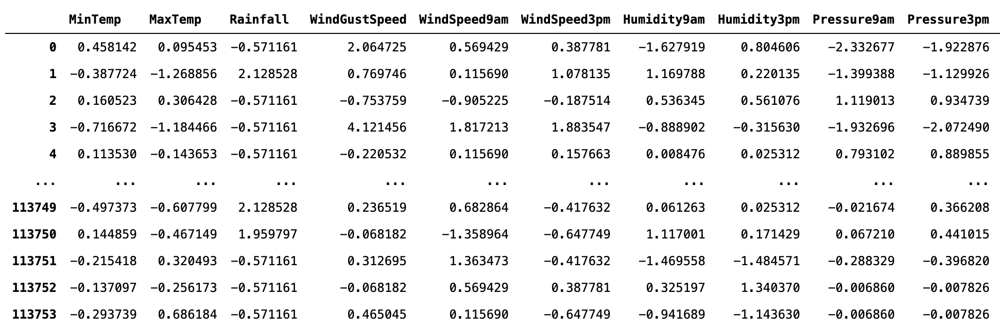 MinTemp MaxTemp Rainfall WindGustSpeed WindSpeed9am WindSpeed3pm Humidity9am Humidity3pm Pressure9am Pressure3pm
0 0.458142 0.095453 −0.571161 2.064725 0.569429 0.387781 −1.627919 0.804606 −2.332677 −1.922876
1 −0.387724 −1.268856 2.128528 0.769746 0.115690 1.078135 1.169788 0.220135 −1.399388 −1.129926
2 0.160523 0.306428 −0.571161 −0.753759 −0.905225 −0.187514 0.536345 0.561076 1.119013 0.934739
3 −0.716672 −1.184466 −0.571161 4.121456 1.817213 1.883547 −0.888902 −0.315630 −1.932696 −2.072490
4 0.113530 −0.143653 −0.571161 −0.220532 0.115690 0.157663 0.008476 0.025312 0.793102 0.889855
... ... ... ... ... ... ... ... ... ... ...
113749 −0.497373 −0.607799 2.128528 0.236519 0.682864 −0.417632 0.061263 0.025312 −0.021674 0.366208
113750 0.144859 −0.467149 1.959797 −0.068182 −1.358964 −0.647749 1.117001 0.171429 0.067210 0.441015
113751 −0.215418 0.320493 −0.571161 0.312695 1.363473 −0.417632 −1.469558 −1.484571 −0.288329 −0.396820
113752 −0.137097 −0.256173 −0.571161 −0.068182 0.569429 0.387781 0.325197 1.340370 −0.006860 −0.007826
113753 −0.293739 0.686184 −0.571161 0.465045 0.115690 −0.647749 −0.941689 −1.143630 −0.006860 −0.007826